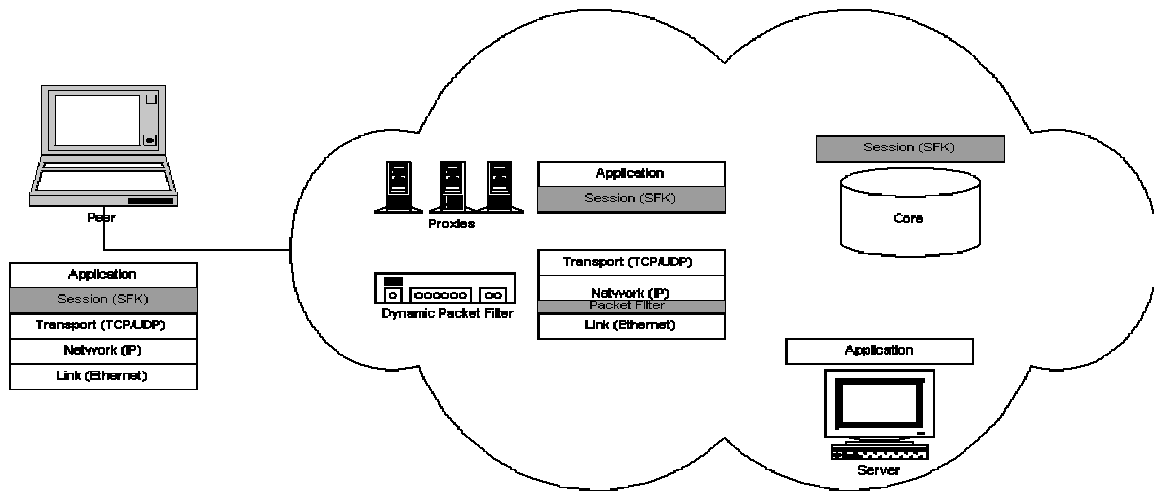 Peer
Application
Session (SFK)
Transport (TCP/UDP)
Network (IP)
Link (Ethernet)
Proxies
Application
Session (SFK)
Dynamic Packet Filter
Transport (TCP/UDP)
Network (IP)
Packet Filter
Link (Ethernet)
Session (SFK)
Core
Application
Server